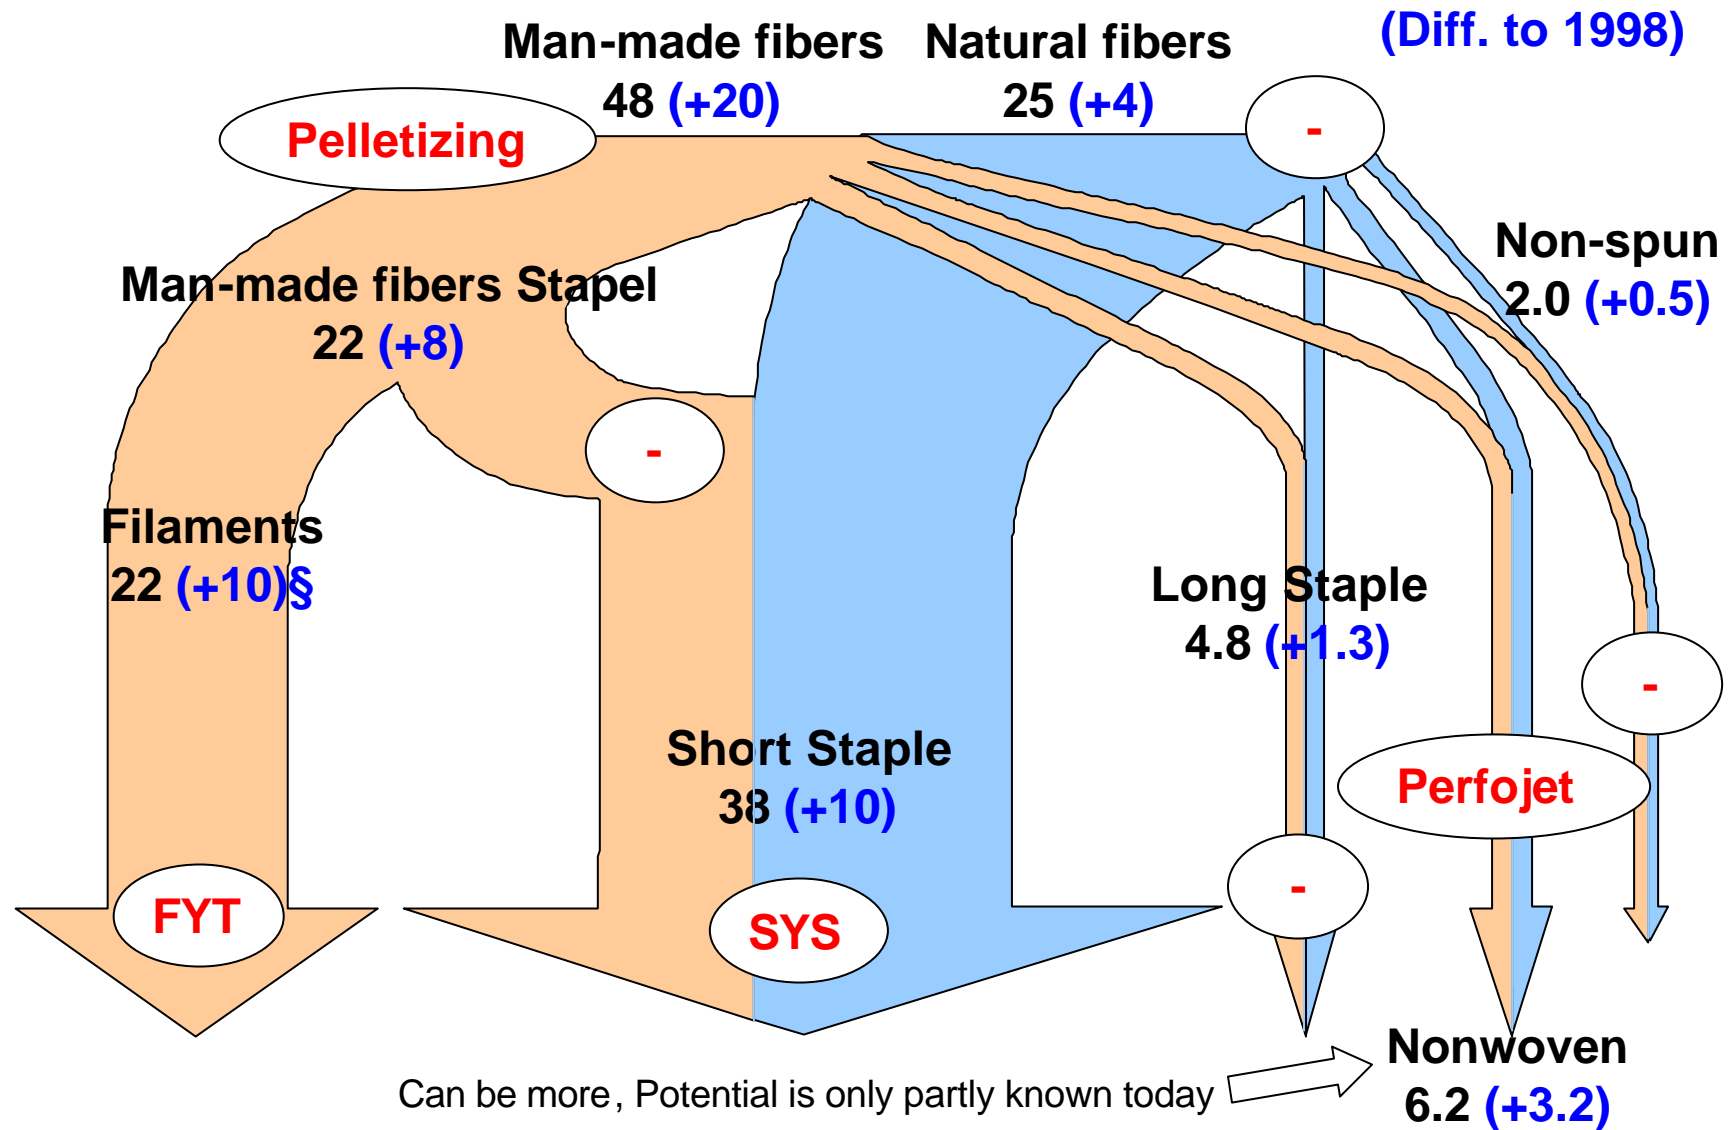 (Diff. to 1998)
Man-made fibers
48 (+20)
Natural fibers
25 (+4)
Pelletizing
-
Non-spun
2.0 (+0.5)
Man-made fibers Stapel
22 (+8)
-
Filaments
22 (+10)§
Long Staple
4.8 (+1.3)
-
Short Staple
38 (+10)
Perfojet
-
FYT
SYS
Nonwoven
6.2 (+3.2)
Can be more, Potential is only partly known today